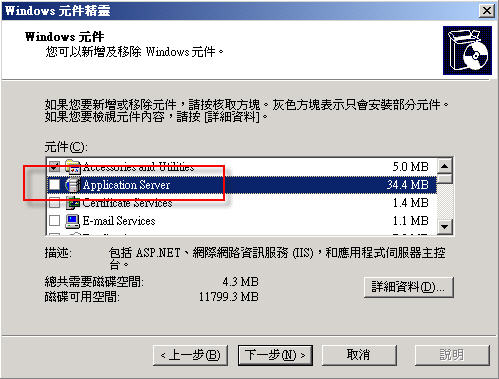 Windows 元件精靈
Windows 元件
您可以新增及移除 Windows 元件。
如果您要新增或移除元件，請按核取方塊。灰色方塊表示只會安裝部分元件。
如果您要檢視元件內容，請按 [詳細資料]。
元件(C):
Accessories and Utilities 5.0 MB
Application Server 34.4 MB
Certificate Services 1.4 MB
E-mail Services 1.1 MB
描述: 包括 ASP.NET、網際網路資訊服務 (IIS)，和應用程式伺服器主控
台。
總共需要磁碟空間: 4.3 MB
磁碟可用空間: 11799.3 MB
詳細資料(D)...
< 上一步(B) 下一步(N) > 取消 說明